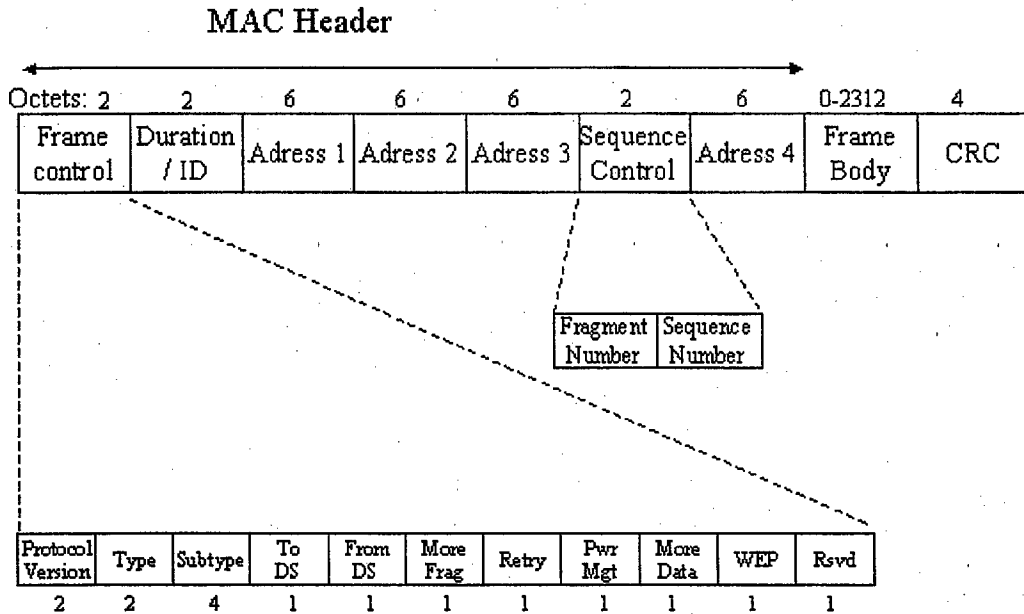 MAC Header
Octets: 2 2 6 6 6 2 6 0-2312 4
Frame control Duration / ID Adress 1 Adress 2 Adress 3 Sequence Control Adress 4 Frame Body CRC
Fragment Number Sequence Number
Protocol Version Type Subtype To DS From DS More Frag Retry Pwr Mgt More Data WEP Rsvd
2 2 4 1 1 1 1 1 1 1 1